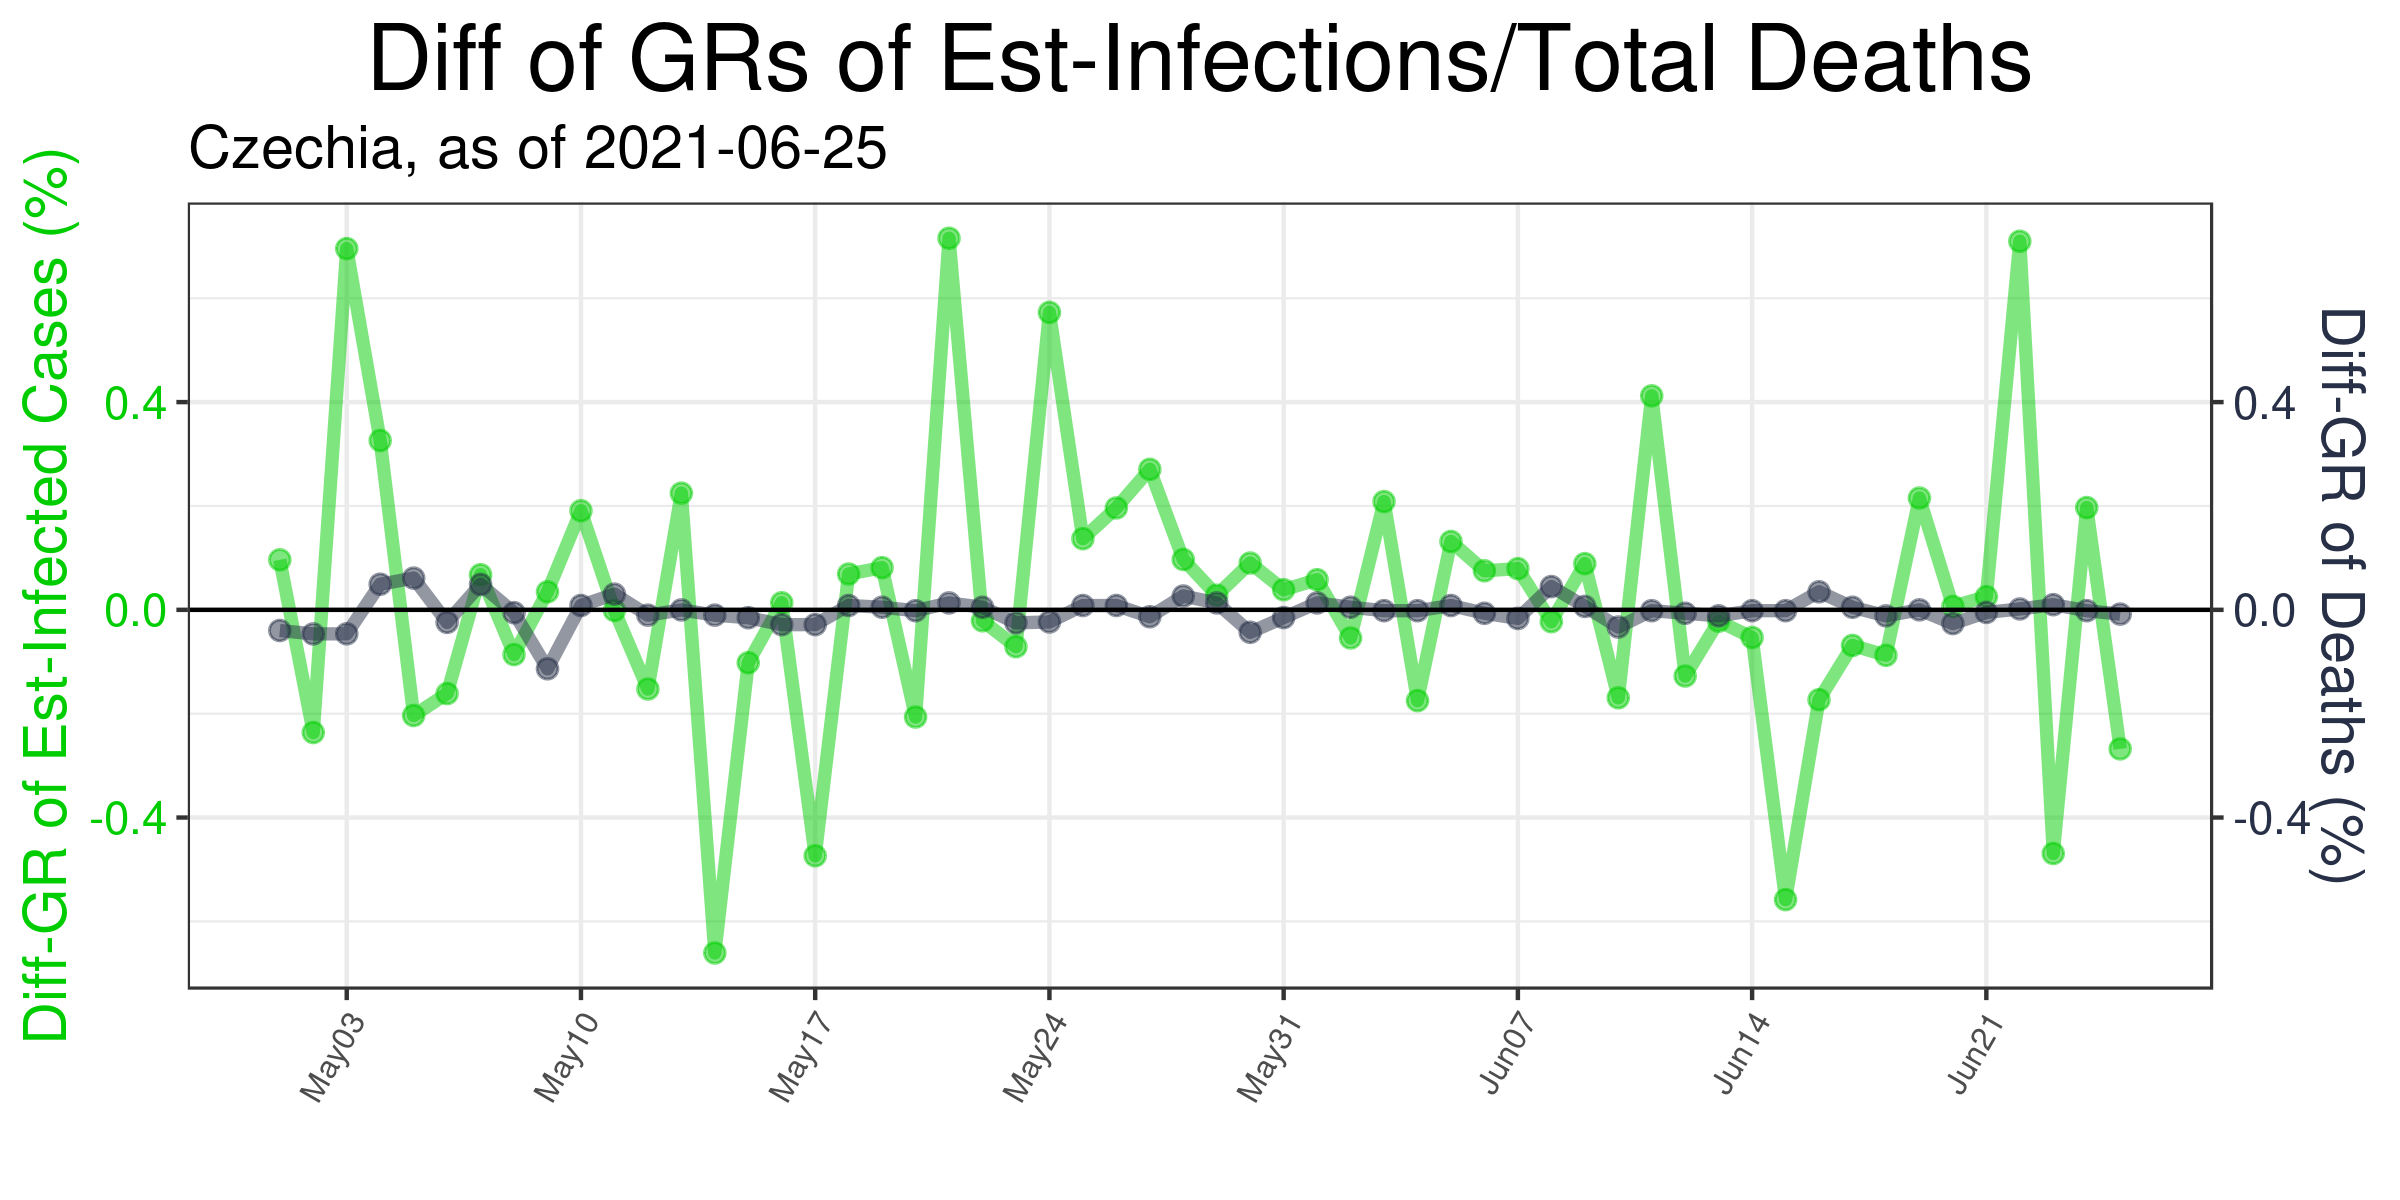 Diff of GRs of Est-Infections/Total Deaths
Czechia, as of 2021-06-25
Diff-GR of Est-Infected Cases (%)
0.4
0.0
-0.4
0.4
0.0
-0.4
Diff-GR of Deaths (%)
May03
May10
May17
May24
May31
Jun07
Jun14
Jun21